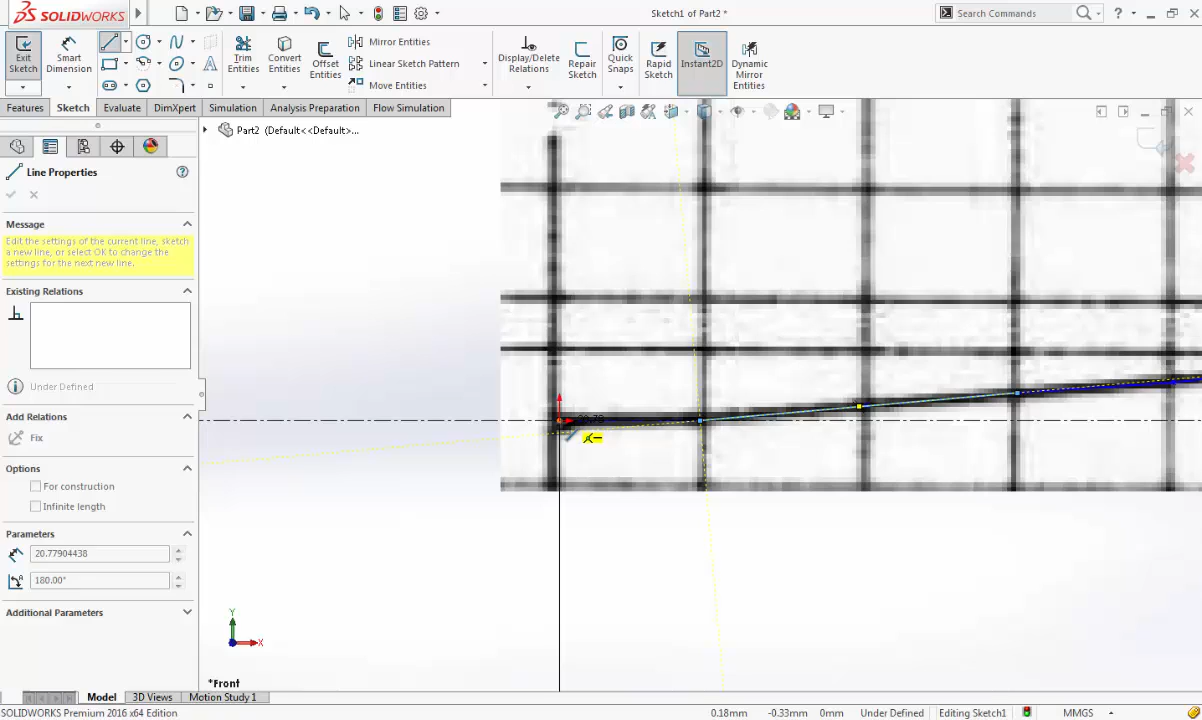 SOLIDWORKS
Sketch1 of Part2 *
Search Commands
?
Exit Sketch
Smart Dimension
Trim Entities
Convert Entities
Offset Entities
Mirror Entities
Linear Sketch Pattern
Move Entities
Display/Delete Relations
Repair Sketch
Quick Snaps
Rapid Sketch
Instant2D
Dynamic Mirror Entities
Features
Sketch
Evaluate
DimXpert
Simulation
Analysis Preparation
Flow Simulation
Part2 (Default<<Default>...
Line Properties
?
Message
Edit the settings of the current line, sketch
a new line, or select OK to change the
settings for the next new line.
Existing Relations
Under Defined
Add Relations
Fix
Options
For construction
Infinite length
Parameters
20.77904438
180.00°
Additional Parameters
20.78
Y
X
*Front
Model
3D Views
Motion Study 1
SOLIDWORKS Premium 2016 x64 Edition
0.18mm
-0.33mm
0mm
Under Defined
Editing Sketch1
MMGS